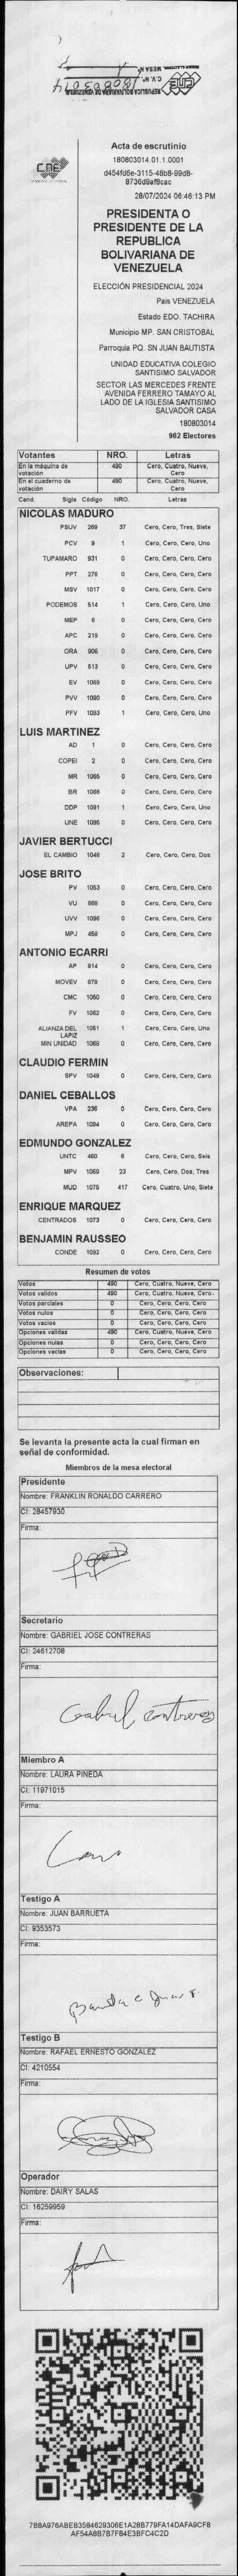 180803014
CNE
REPUBLICA BOLIVARIANA DE VENEZUELA
C.V. Nº
MESA Nº
CNE
Acta de escrutinio
180803014.01.1.0001
d454fd6e-3115-48b8-99d8-
8736d9af8cac
28/07/2024 06:46:13 PM
PRESIDENTA O
PRESIDENTE DE LA
REPUBLICA
BOLIVARIANA DE
VENEZUELA
ELECCIÓN PRESIDENCIAL 2024
Pais VENEZUELA
Estado EDO. TACHIRA
Municipio MP. SAN CRISTOBAL
Parroquia PQ. SN JUAN BAUTISTA
UNIDAD EDUCATIVA COLEGIO
SANTISIMO SALVADOR
SECTOR LAS MERCEDES FRENTE
AVENIDA FERRERO TAMAYO AL
LADO DE LA IGLESIA SANTISIMO
SALVADOR CASA
180803014
962 Electores
Votantes NRO. Letras
En la máquina de votación 490 Cero, Cuatro, Nueve, Cero
En el cuaderno de votación 490 Cero, Cuatro, Nueve, Cero
Cand. Sigla Código NRO. Letras
NICOLAS MADURO
PSUV 269 37 Cero, Cero, Tres, Siete
PCV 9 1 Cero, Cero, Cero, Uno
TUPAMARO 931 0 Cero, Cero, Cero, Cero
PPT 276 0 Cero, Cero, Cero, Cero
MSV 1017 0 Cero, Cero, Cero, Cero
PODEMOS 514 1 Cero, Cero, Cero, Uno
MEP 6 0 Cero, Cero, Cero, Cero
APC 219 0 Cero, Cero, Cero, Cero
ORA 906 0 Cero, Cero, Cero, Cero
UPV 613 0 Cero, Cero, Cero, Cero
EV 1089 0 Cero, Cero, Cero, Cero
PVV 1090 0 Cero, Cero, Cero, Cero
PFV 1093 1 Cero, Cero, Cero, Uno
LUIS MARTINEZ
AD 1 0 Cero, Cero, Cero, Cero
COPEI 2 0 Cero, Cero, Cero, Cero
MR 1065 0 Cero, Cero, Cero, Cero
BR 1066 0 Cero, Cero, Cero, Cero
DDP 1091 1 Cero, Cero, Cero, Uno
UNE 1095 0 Cero, Cero, Cero, Cero
JAVIER BERTUCCI
EL CAMBIO 1046 2 Cero, Cero, Cero, Dos
JOSE BRITO
PV 1053 0 Cero, Cero, Cero, Cero
VU 868 0 Cero, Cero, Cero, Cero
UVV 1096 0 Cero, Cero, Cero, Cero
MPJ 458 0 Cero, Cero, Cero, Cero
ANTONIO ECARRI
AP 814 0 Cero, Cero, Cero, Cero
MOVEV 878 0 Cero, Cero, Cero, Cero
CMC 1050 0 Cero, Cero, Cero, Cero
FV 1062 0 Cero, Cero, Cero, Cero
ALIANZA DEL LAPIZ 1051 1 Cero, Cero, Cero, Uno
MIN UNIDAD 1068 0 Cero, Cero, Cero, Cero
CLAUDIO FERMIN
SPV 1049 0 Cero, Cero, Cero, Cero
DANIEL CEBALLOS
VPA 236 0 Cero, Cero, Cero, Cero
AREPA 1094 0 Cero, Cero, Cero, Cero
EDMUNDO GONZALEZ
UNTC 460 6 Cero, Cero, Cero, Seis
MPV 1069 23 Cero, Cero, Dos, Tres
MUD 1075 417 Cero, Cuatro, Uno, Siete
ENRIQUE MARQUEZ
CENTRADOS 1073 0 Cero, Cero, Cero, Cero
BENJAMIN RAUSSEO
CONDE 1092 0 Cero, Cero, Cero, Cero
Resumen de votos
Votos 490 Cero, Cuatro, Nueve, Cero
Votos validos 490 Cero, Cuatro, Nueve, Cero
Votos parciales 0 Cero, Cero, Cero, Cero
Votos nulos 0 Cero, Cero, Cero, Cero
Votos vacios 0 Cero, Cero, Cero, Cero
Opciones validas 490 Cero, Cuatro, Nueve, Cero
Opciones nulas 0 Cero, Cero, Cero, Cero
Opciones vacias 0 Cero, Cero, Cero, Cero
Observaciones:
Se levanta la presente acta la cual firman en
señal de conformidad.
Miembros de la mesa electoral
Presidente
Nombre: FRANKLIN RONALDO CARRERO
CI: 28457930
Firma:
Secretario
Nombre: GABRIEL JOSE CONTRERAS
CI: 24612708
Firma:
Gabriel Contreras
Miembro A
Nombre: LAURA PINEDA
CI: 11971015
Firma:
Testigo A
Nombre: JUAN BARRUETA
CI: 9353573
Firma:
Testigo B
Nombre: RAFAEL ERNESTO GONZALEZ
CI: 4210554
Firma:
Operador
Nombre: DAIRY SALAS
CI: 16259959
Firma:
7B8A976ABEB3584629306E1A28B779FA14DAFA9CF8
AF54A8B7B7FB4E3BFC4C2D